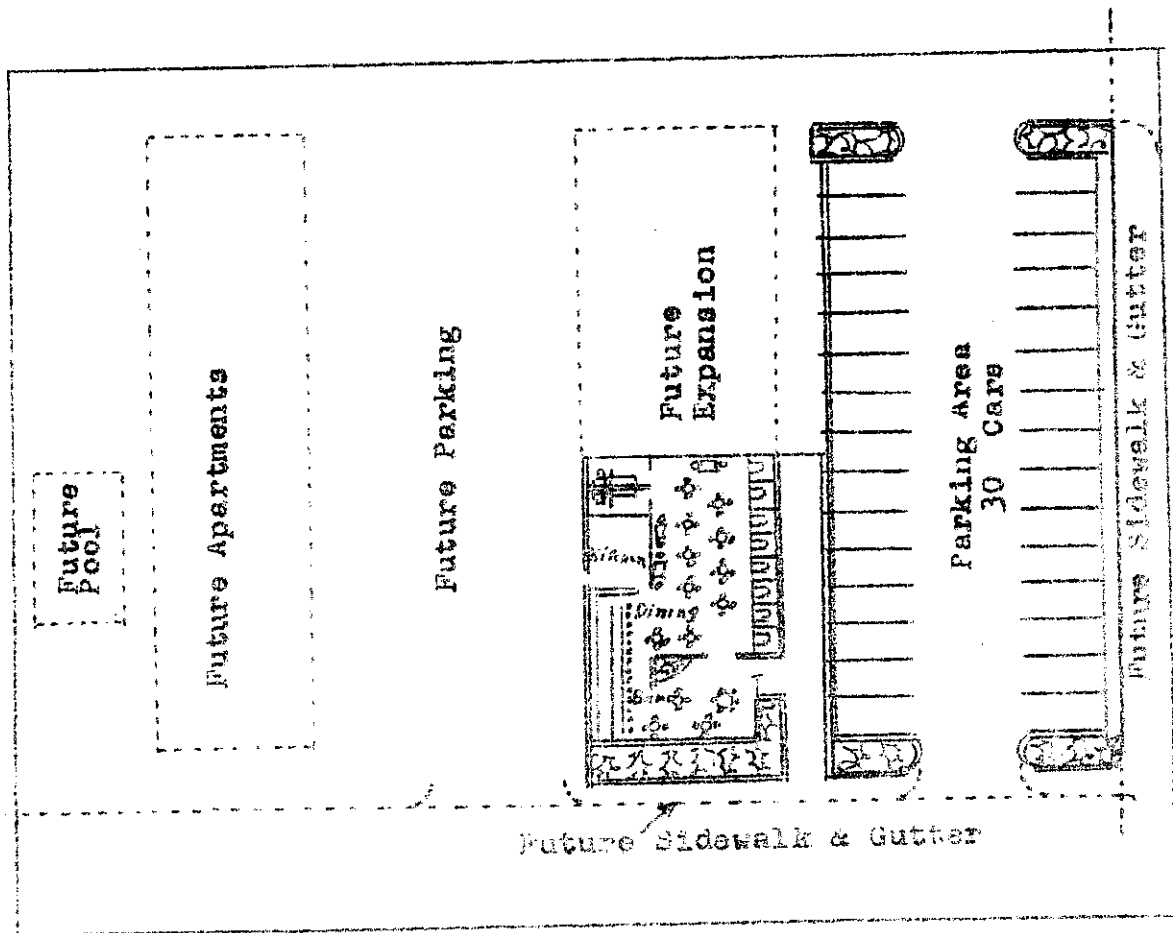 Future
Pool
Future Apartments
Future Parking
Future
Expansion
Dining
Parking Area
30 Cars
Future Sidewalk & Gutter
Future Sidewalk & Gutter